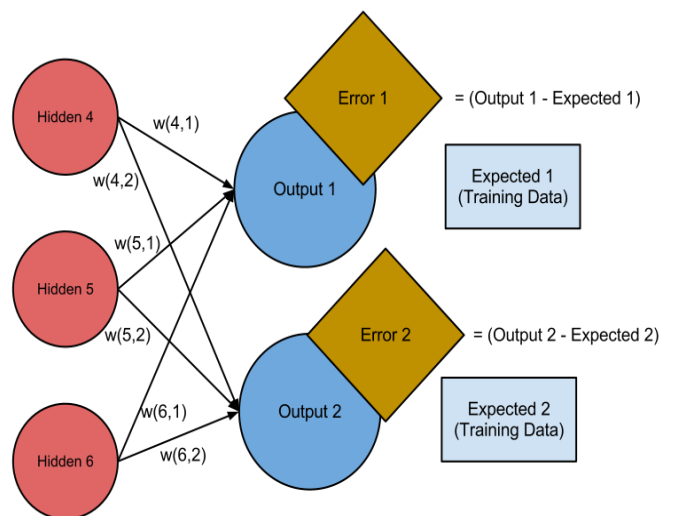 Hidden 4
w(4,1)
w(4,2)
Error 1
= (Output 1 - Expected 1)
Output 1
Expected 1
(Training Data)
Hidden 5
w(5,1)
w(5,2)
Error 2
= (Output 2 - Expected 2)
Output 2
Expected 2
(Training Data)
Hidden 6
w(6,1)
w(6,2)